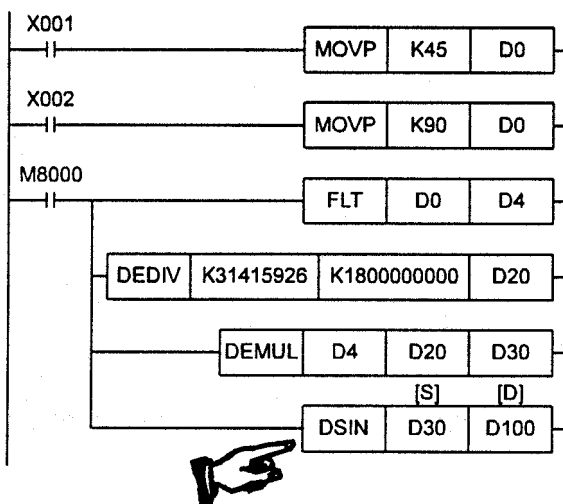 X001
MOVP K45 D0
X002
MOVP K90 D0
M8000
FLT D0 D4
DEDIV K31415926 K1800000000 D20
DEMUL D4 D20 D30
[S] [D]
DSIN D30 D100